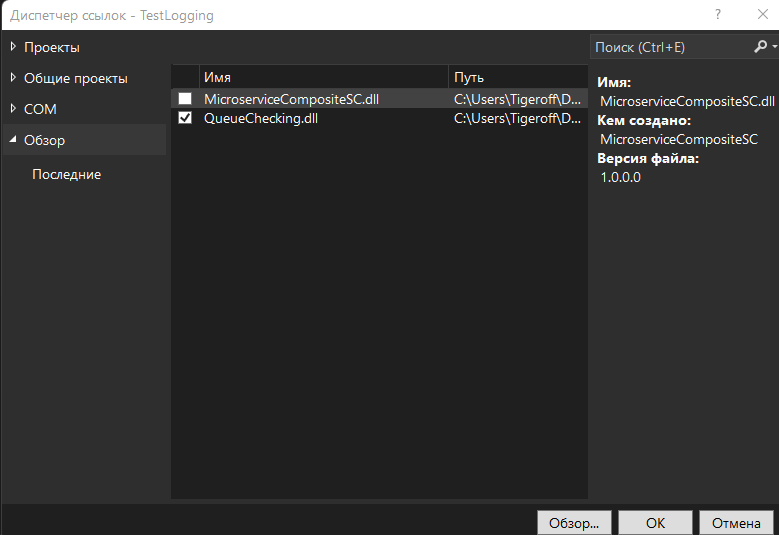 Диспетчер ссылок - TestLogging
?
Проекты
Общие проекты
COM
Обзор
Последние
Имя Путь
MicroserviceCompositeSC.dll C:\Users\Tigeroff\D...
QueueChecking.dll C:\Users\Tigeroff\D...
Поиск (Ctrl+E)
Имя:
MicroserviceCompositeSC.dll
Кем создано:
MicroserviceCompositeSC
Версия файла:
1.0.0.0
Обзор... OK Отмена